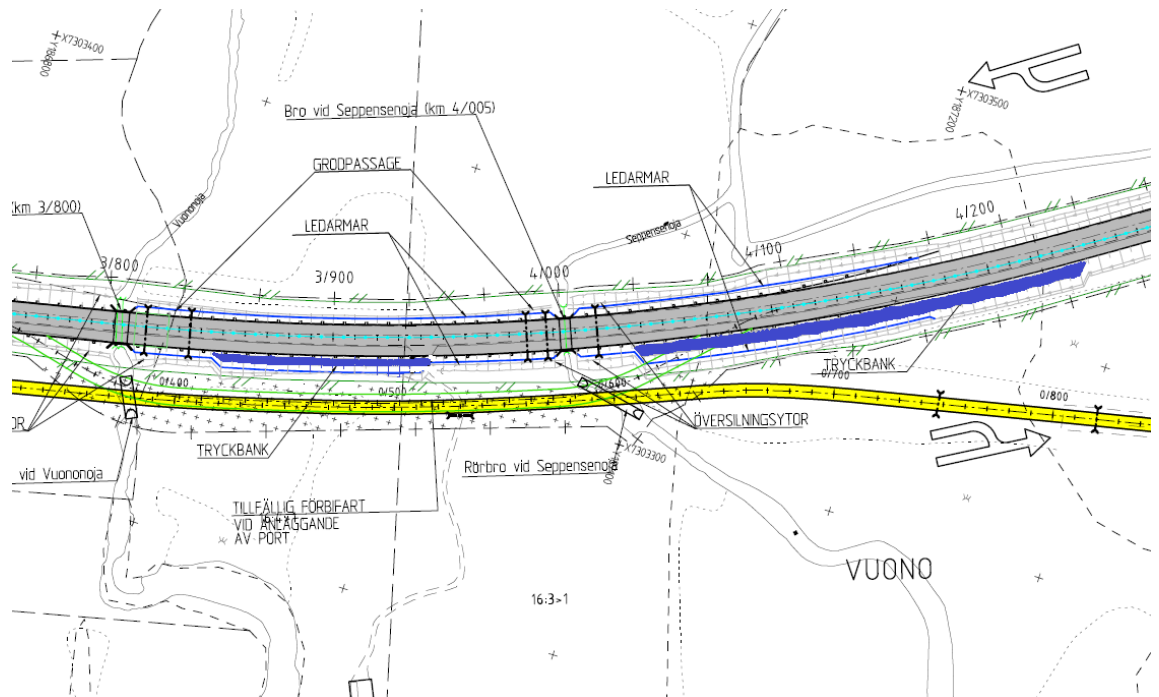 X7303400
Y186800
Bro vid Seppensenoja (km 4/005)
X7303500
Y187200
GRODPASSAGE
LEDARMAR
Vuononoja
(km 3/800)
LEDARMAR
Seppensenoja
4/200
4/100
3/800
3/900
4/000
0/400
0/500
0/600
TRYCKBANK
0/700
0/800
ÖVERSILNINGSYTOR
TRYCKBANK
X7303300
vid Vuononoja
Rörbro vid Seppensenoja
TILLFÄLLIG FÖRBIFART
VID ANLÄGGANDE
AV PORT
VUONO
16:3>1